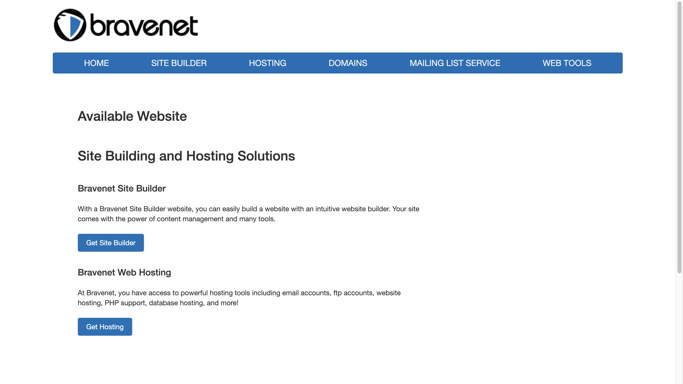 bravenet
HOME SITE BUILDER HOSTING DOMAINS MAILING LIST SERVICE WEB TOOLS
Available Website
Site Building and Hosting Solutions
Bravenet Site Builder
With a Bravenet Site Builder website, you can easily build a website with an intuitive website builder. Your site
comes with the power of content management and many tools.
Get Site Builder
Bravenet Web Hosting
At Bravenet, you have access to powerful hosting tools including email accounts, ftp accounts, website
hosting, PHP support, database hosting, and more!
Get Hosting